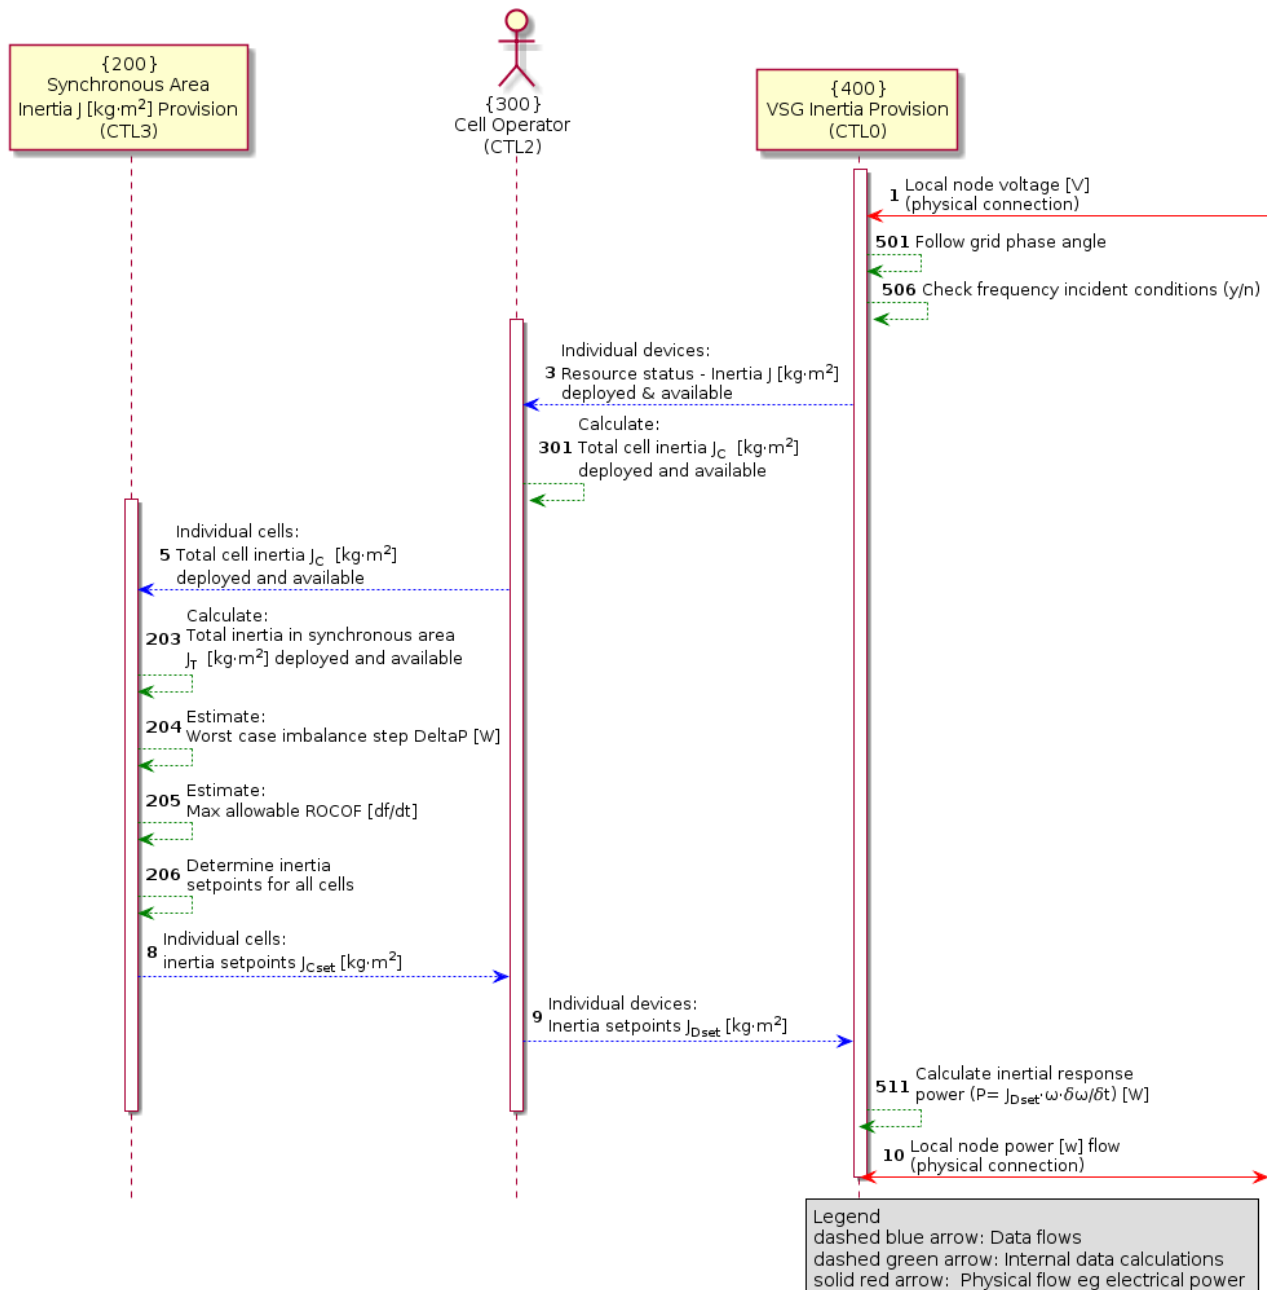 {200}
Synchronous Area
Inertia J [kg·m²] Provision
(CTL3)
{300}
Cell Operator
(CTL2)
{400}
VSG Inertia Provision
(CTL0)
1 Local node voltage [V]
(physical connection)
501 Follow grid phase angle
506 Check frequency incident conditions (y/n)
Individual devices:
3 Resource status - Inertia J [kg·m²]
deployed & available
Calculate:
301 Total cell inertia J_C [kg·m²]
deployed and available
Individual cells:
5 Total cell inertia J_C [kg·m²]
deployed and available
Calculate:
203 Total inertia in synchronous area
J_T [kg·m²] deployed and available
204 Estimate:
Worst case imbalance step DeltaP [W]
205 Estimate:
Max allowable ROCOF [df/dt]
206 Determine inertia
setpoints for all cells
8 Individual cells:
inertia setpoints J_Cset [kg·m²]
9 Individual devices:
Inertia setpoints J_Dset [kg·m²]
511 Calculate inertial response
power (P= J_Dset·ω·δω/δt) [W]
10 Local node power [w] flow
(physical connection)
Legend
dashed blue arrow: Data flows
dashed green arrow: Internal data calculations
solid red arrow:  Physical flow eg electrical power